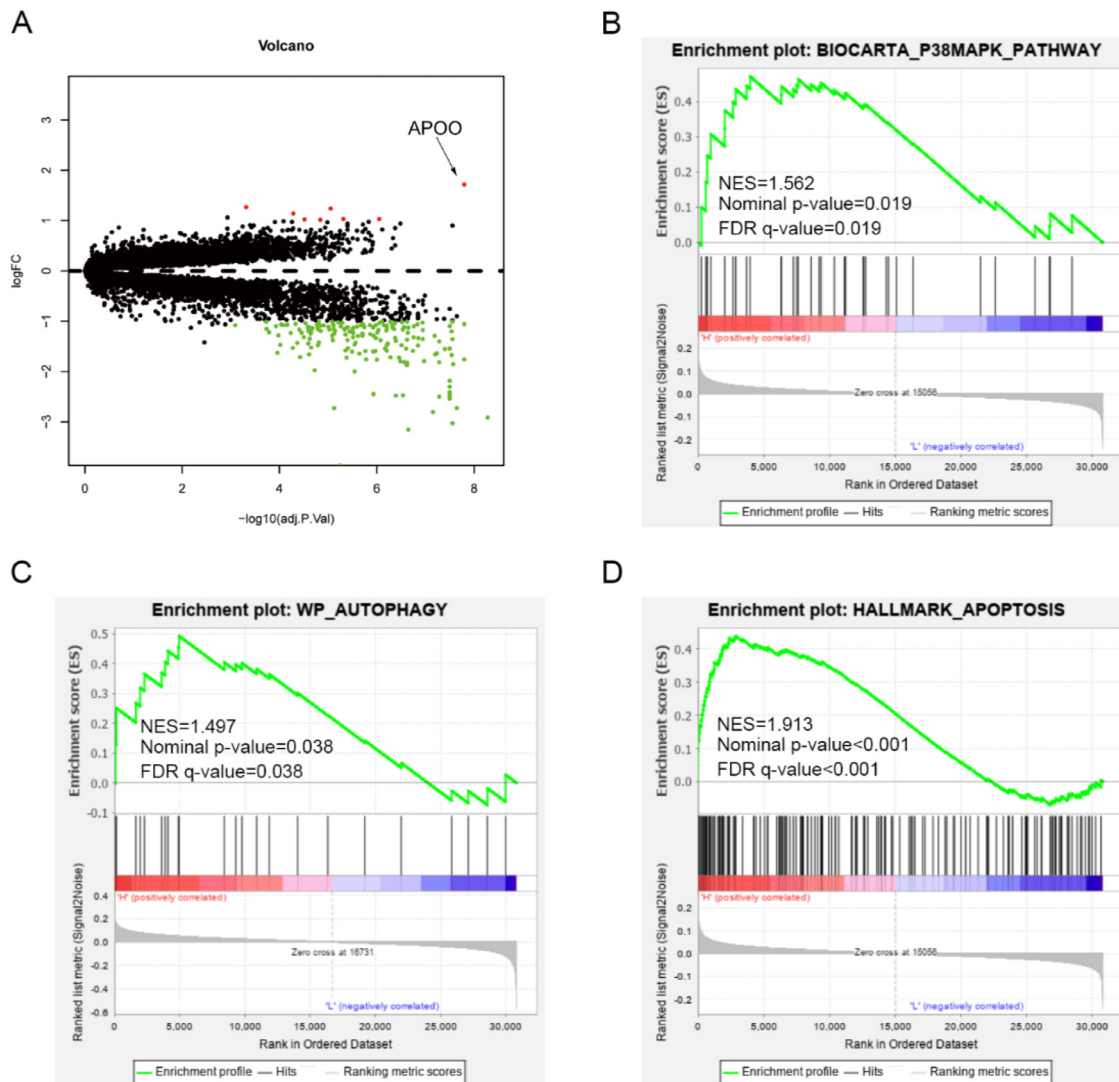 A
Volcano
logFC
3
2
1
0
−1
−2
−3
APOO
0
2
4
6
8
−log10(adj.P.Val)
B
Enrichment plot: BIOCARTA_P38MAPK_PATHWAY
Enrichment score (ES)
0.4
0.3
0.2
0.1
0.0
NES=1.562
Nominal p-value=0.019
FDR q-value=0.019
'H' (positively correlated)
Ranked list metric (Signal2Noise)
0.2
0.1
0.0
-0.1
-0.2
Zero cross at 15056
'L' (negatively correlated)
0 5,000 10,000 15,000 20,000 25,000 30,000
Rank in Ordered Dataset
Enrichment profile Hits Ranking metric scores
C
Enrichment plot: WP_AUTOPHAGY
Enrichment score (ES)
0.5
0.4
0.3
0.2
0.1
0.0
-0.1
NES=1.497
Nominal p-value=0.038
FDR q-value=0.038
'H' (positively correlated)
Ranked list metric (Signal2Noise)
0.4
0.2
0.0
-0.2
-0.4
-0.6
Zero cross at 16731
'L' (negatively correlated)
0 5,000 10,000 15,000 20,000 25,000 30,000
Rank in Ordered Dataset
Enrichment profile Hits Ranking metric scores
D
Enrichment plot: HALLMARK_APOPTOSIS
Enrichment score (ES)
0.4
0.3
0.2
0.1
0.0
NES=1.913
Nominal p-value<0.001
FDR q-value<0.001
'H' (positively correlated)
Ranked list metric (Signal2Noise)
0.2
0.1
0.0
-0.1
-0.2
Zero cross at 15056
'L' (negatively correlated)
0 5,000 10,000 15,000 20,000 25,000 30,000
Rank in Ordered Dataset
Enrichment profile Hits Ranking metric scores